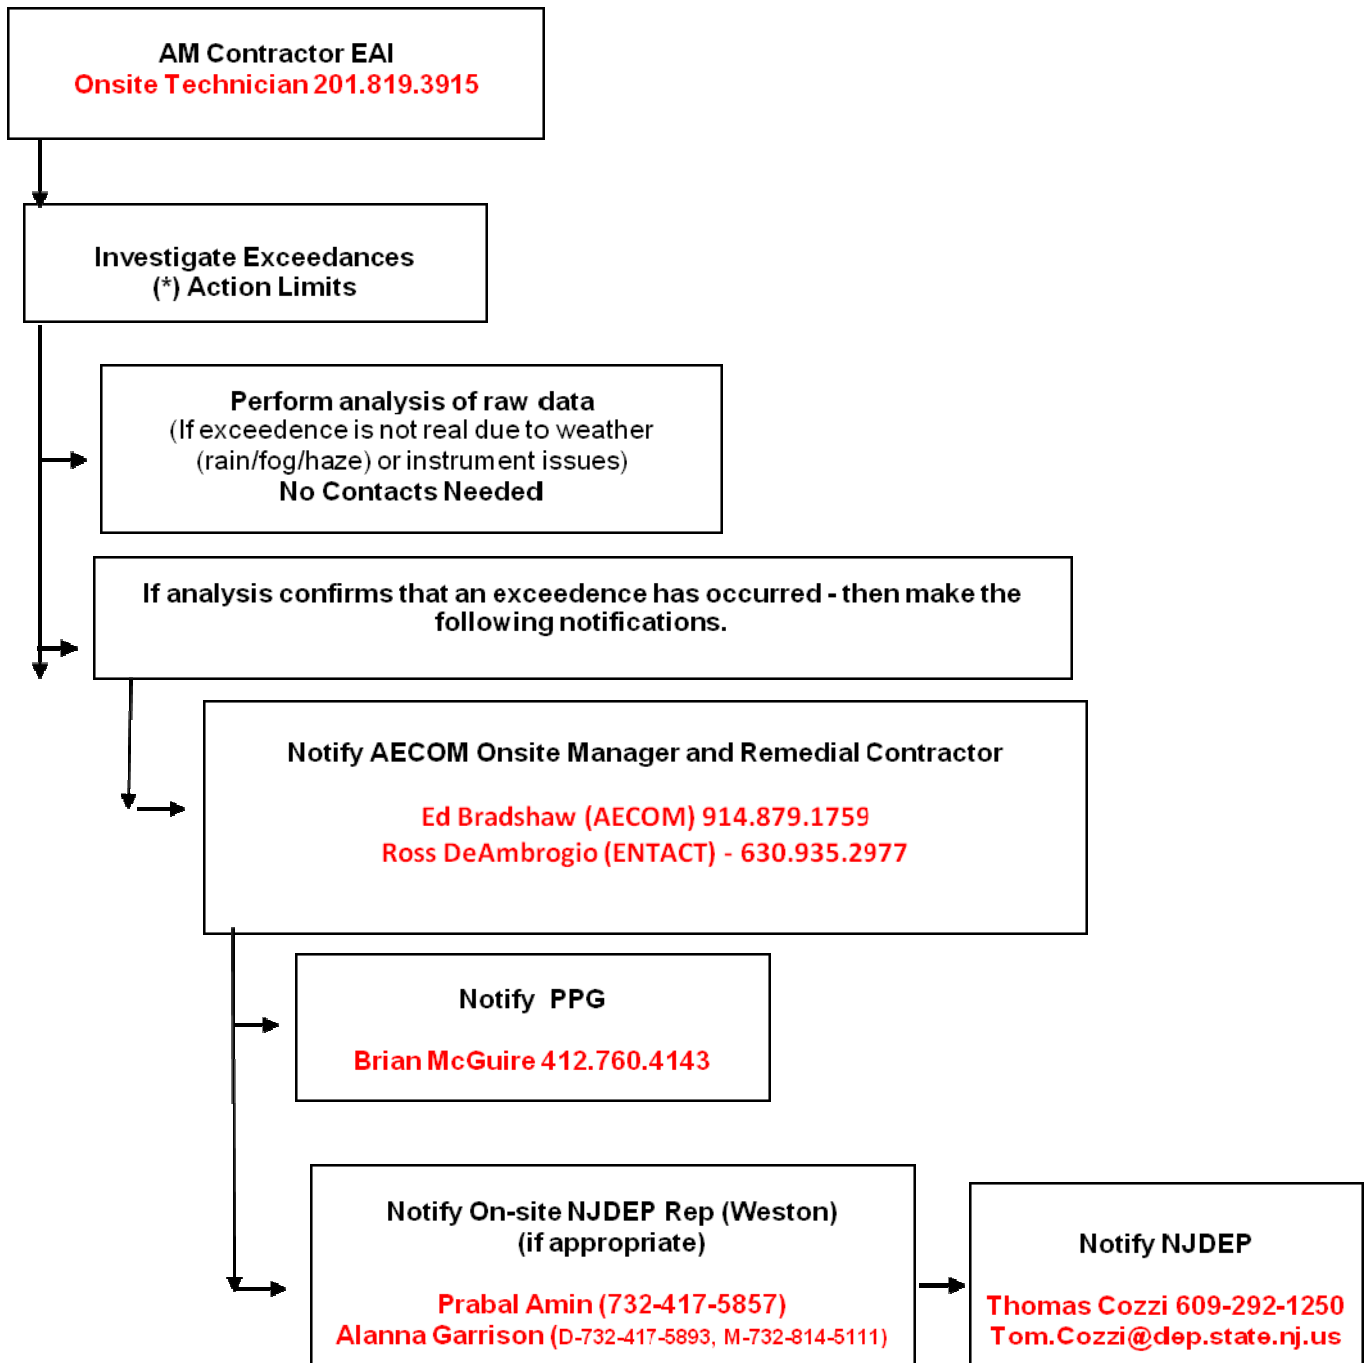 AM Contractor EAI
Onsite Technician 201.819.3915
Investigate Exceedances
(*) Action Limits
Perform analysis of raw data
(If exceedence is not real due to weather
(rain/fog/haze) or instrument issues)
No Contacts Needed
If analysis confirms that an exceedence has occurred - then make the
following notifications.
Notify AECOM Onsite Manager and Remedial Contractor
Ed Bradshaw (AECOM) 914.879.1759
Ross DeAmbrogio (ENTACT) - 630.935.2977
Notify PPG
Brian McGuire 412.760.4143
Notify On-site NJDEP Rep (Weston)
(if appropriate)
Prabal Amin (732-417-5857)
Alanna Garrison (D-732-417-5893, M-732-814-5111)
Notify NJDEP
Thomas Cozzi 609-292-1250
Tom.Cozzi@dep.state.nj.us